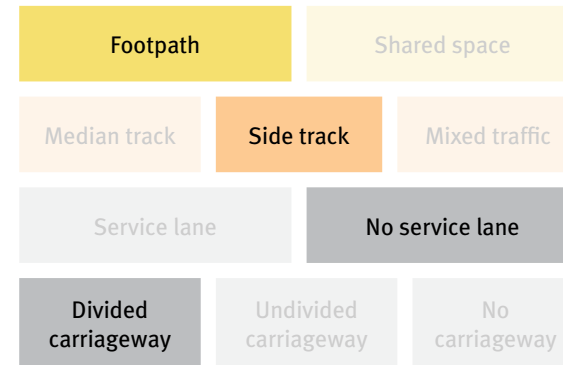 Footpath Shared space
Median track Side track Mixed traffic
Service lane No service lane
Divided carriageway Undivided carriageway No carriageway